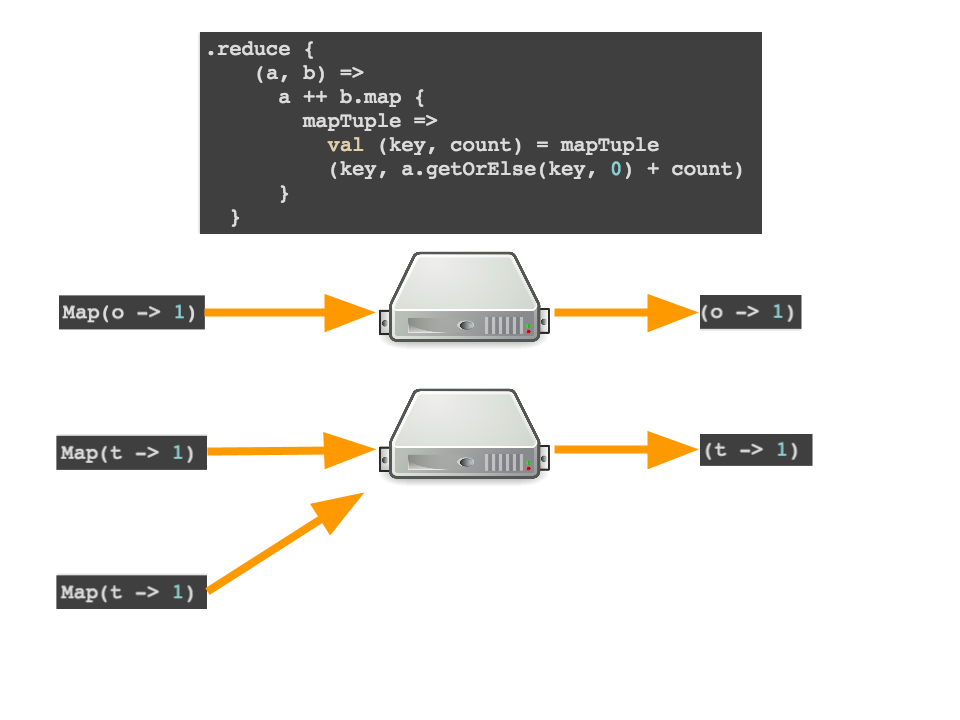 .reduce {
    (a, b) =>
      a ++ b.map {
        mapTuple =>
          val (key, count) = mapTuple
          (key, a.getOrElse(key, 0) + count)
      }
  }
Map(o -> 1)
(o -> 1)
Map(t -> 1)
(t -> 1)
Map(t -> 1)